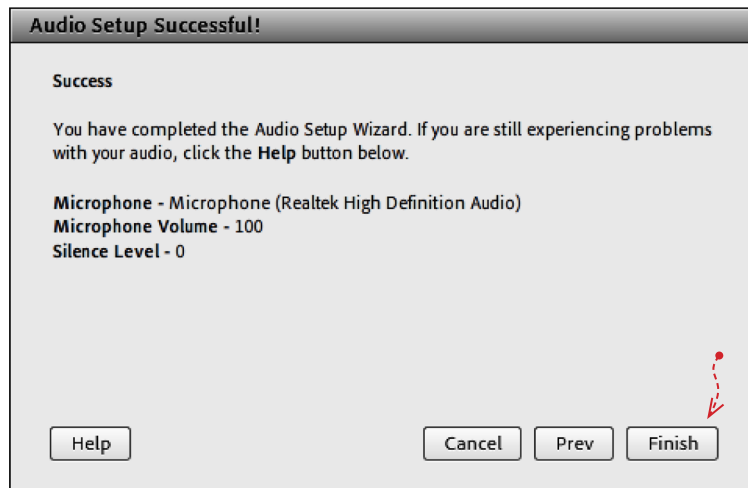 Audio Setup Successful!
Success
You have completed the Audio Setup Wizard. If you are still experiencing problems
with your audio, click the Help button below.
Microphone - Microphone (Realtek High Definition Audio)
Microphone Volume - 100
Silence Level - 0
Help Cancel Prev Finish